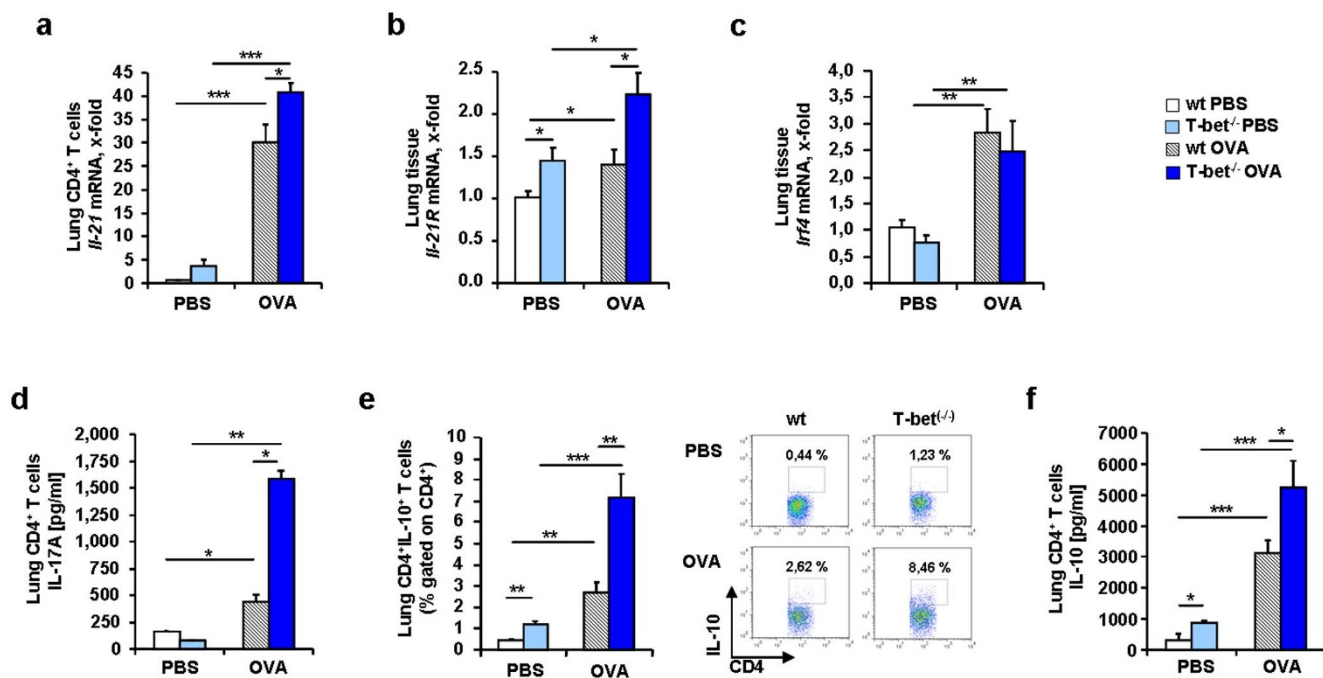 a
Lung CD4⁺ T cells
Il-21 mRNA, x-fold
45
40
35
30
25
20
15
10
5
0
***
***
*
PBS
OVA
b
Lung tissue
Il-21R mRNA, x-fold
2.5
2.0
1.5
1.0
0.5
0.0
*
*
*
*
PBS
OVA
c
Lung tissue
Irf4 mRNA, x-fold
4,0
3,5
3,0
2,5
2,0
1,5
1,0
0,5
0,0
**
**
PBS
OVA
wt PBS
T-bet⁻/⁻ PBS
wt OVA
T-bet⁻/⁻ OVA
d
Lung CD4⁺ T cells
IL-17A [pg/ml]
2,000
1,750
1,500
1,250
1,000
750
500
250
0
**
*
*
PBS
OVA
e
Lung CD4⁺IL-10⁺ T cells
(% gated on CD4⁺)
10
9
8
7
6
5
4
3
2
1
0
**
***
**
**
PBS
OVA
wt
T-bet⁽⁻/⁻⁾
PBS
0,44 %
1,23 %
OVA
2,62 %
8,46 %
IL-10
CD4
f
Lung CD4⁺ T cells
IL-10 [pg/ml]
7000
6000
5000
4000
3000
2000
1000
0
***
*
***
*
PBS
OVA